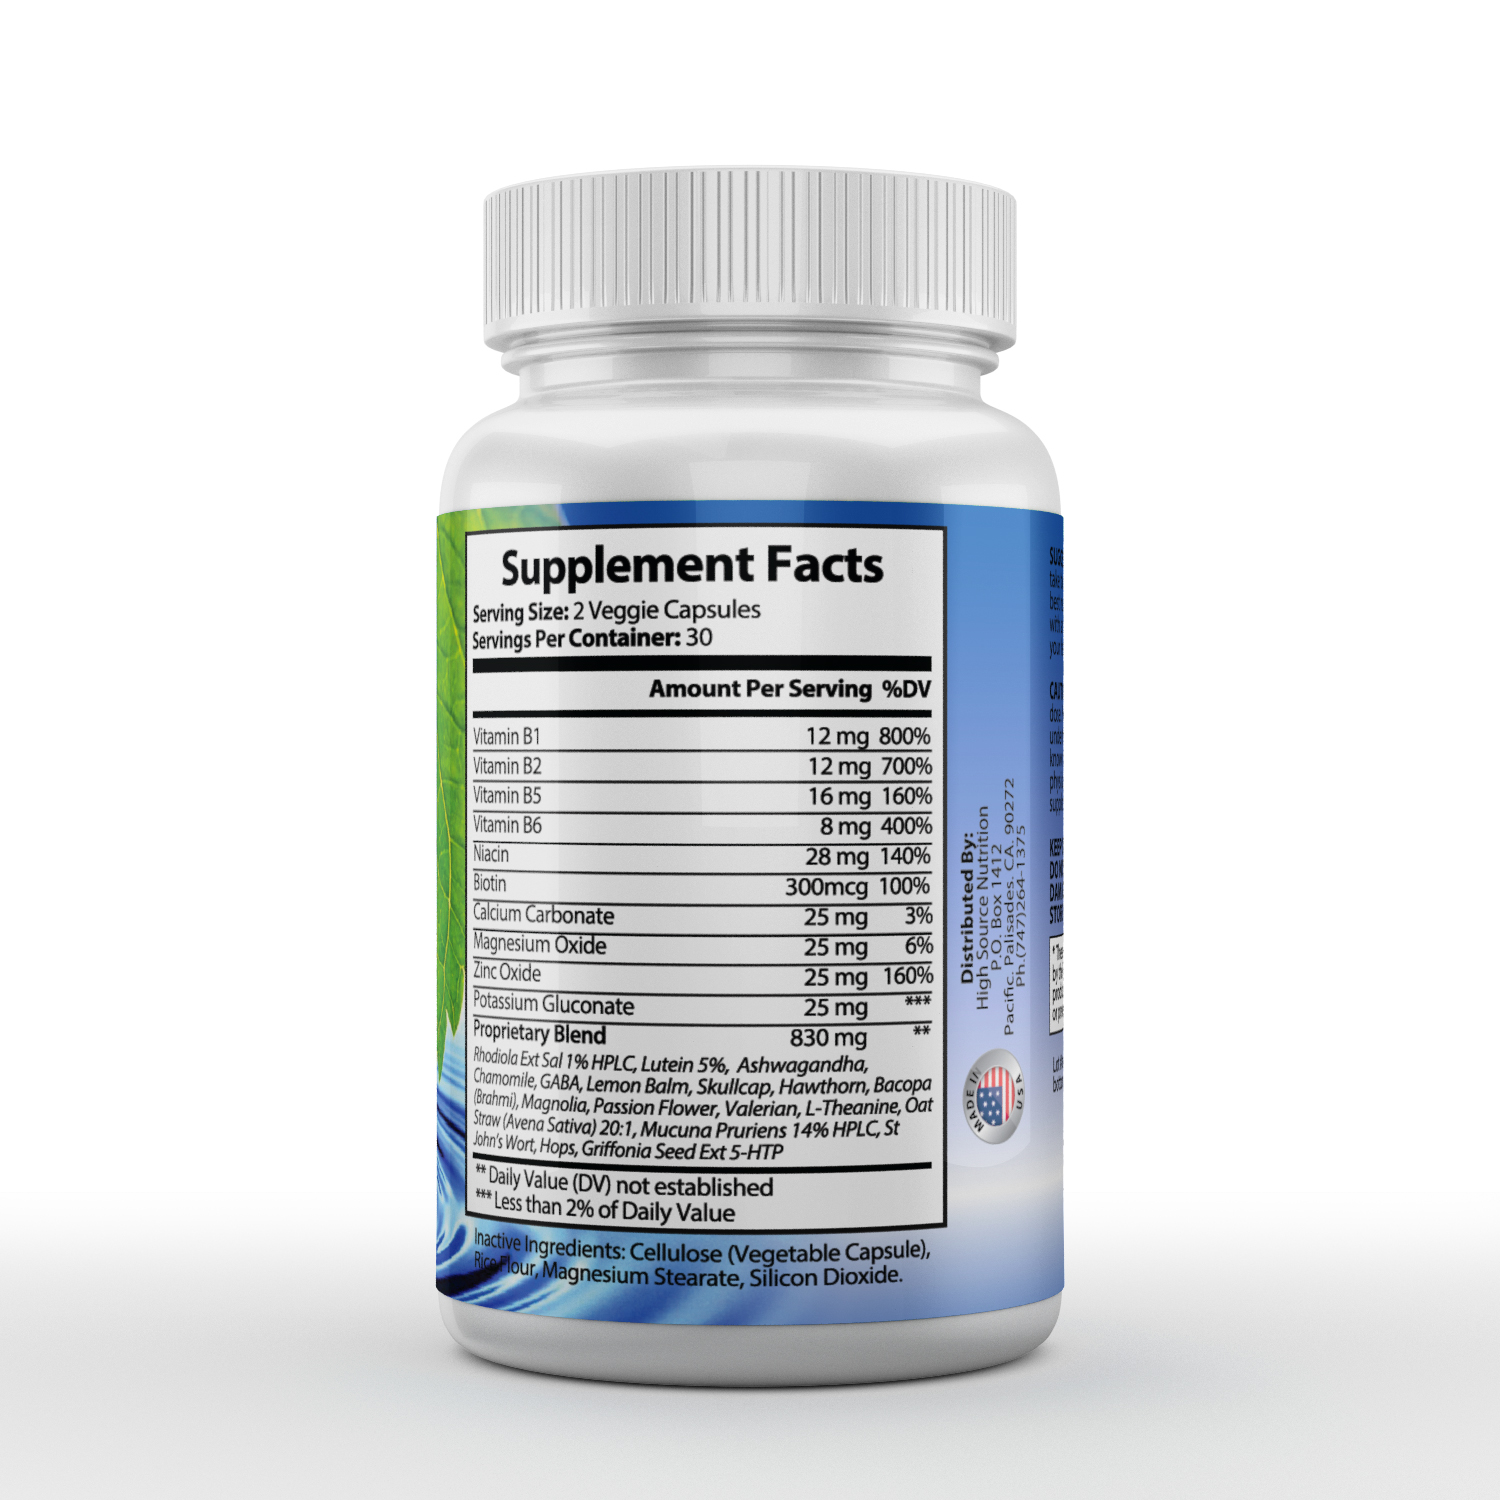 Supplement Facts
Serving Size: 2 Veggie Capsules
Servings Per Container: 30
Amount Per Serving %DV
Vitamin B1 12 mg 800%
Vitamin B2 12 mg 700%
Vitamin B5 16 mg 160%
Vitamin B6 8 mg 400%
Niacin 28 mg 140%
Biotin 300mcg 100%
Calcium Carbonate 25 mg 3%
Magnesium Oxide 25 mg 6%
Zinc Oxide 25 mg 160%
Potassium Gluconate 25 mg ***
Proprietary Blend 830 mg **
Rhodiola Ext Sal 1% HPLC, Lutein 5%, Ashwagandha,
Chamomile, GABA, Lemon Balm, Skullcap, Hawthorn, Bacopa
(Brahmi), Magnolia, Passion Flower, Valerian, L-Theanine, Oat
Straw (Avena Sativa) 20:1, Mucuna Pruriens 14% HPLC, St
John's Wort, Hops, Griffonia Seed Ext 5-HTP
** Daily Value (DV) not established
*** Less than 2% of Daily Value
Inactive Ingredients: Cellulose (Vegetable Capsule),
Rice Flour, Magnesium Stearate, Silicon Dioxide.
Distributed By:
High Source Nutrition
P.O. Box 1412
Pacific. Palisades. CA. 90272
Ph.(747)264-1375
MADE IN USA